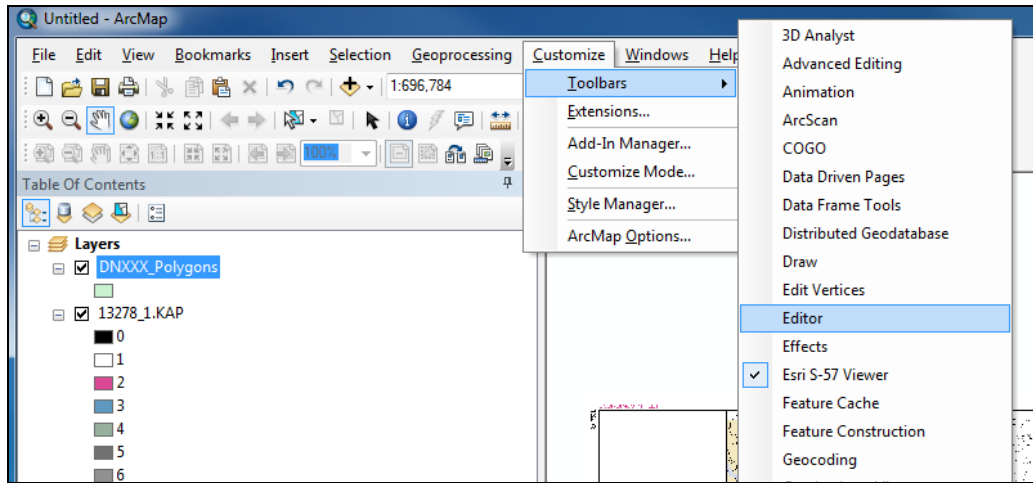 Untitled - ArcMap
File Edit View Bookmarks Insert Selection Geoprocessing Customize Windows Help
1:696,784
100%
Table Of Contents
Layers
DNXXX_Polygons
13278_1.KAP
0
1
2
3
4
5
6
Toolbars
Extensions...
Add-In Manager...
Customize Mode...
Style Manager...
ArcMap Options...
3D Analyst
Advanced Editing
Animation
ArcScan
COGO
Data Driven Pages
Data Frame Tools
Distributed Geodatabase
Draw
Edit Vertices
Editor
Effects
Esri S-57 Viewer
Feature Cache
Feature Construction
Geocoding